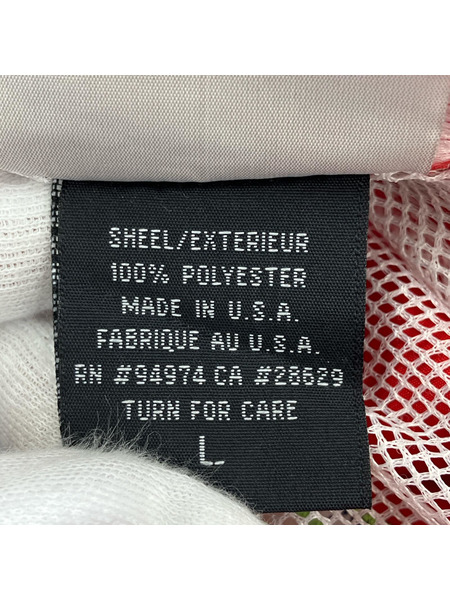 SHEEL/EXTERIEUR
100% POLYESTER
MADE IN U.S.A.
FABRIQUE AU U.S.A.
RN #94974 CA #28629
TURN FOR CARE
L